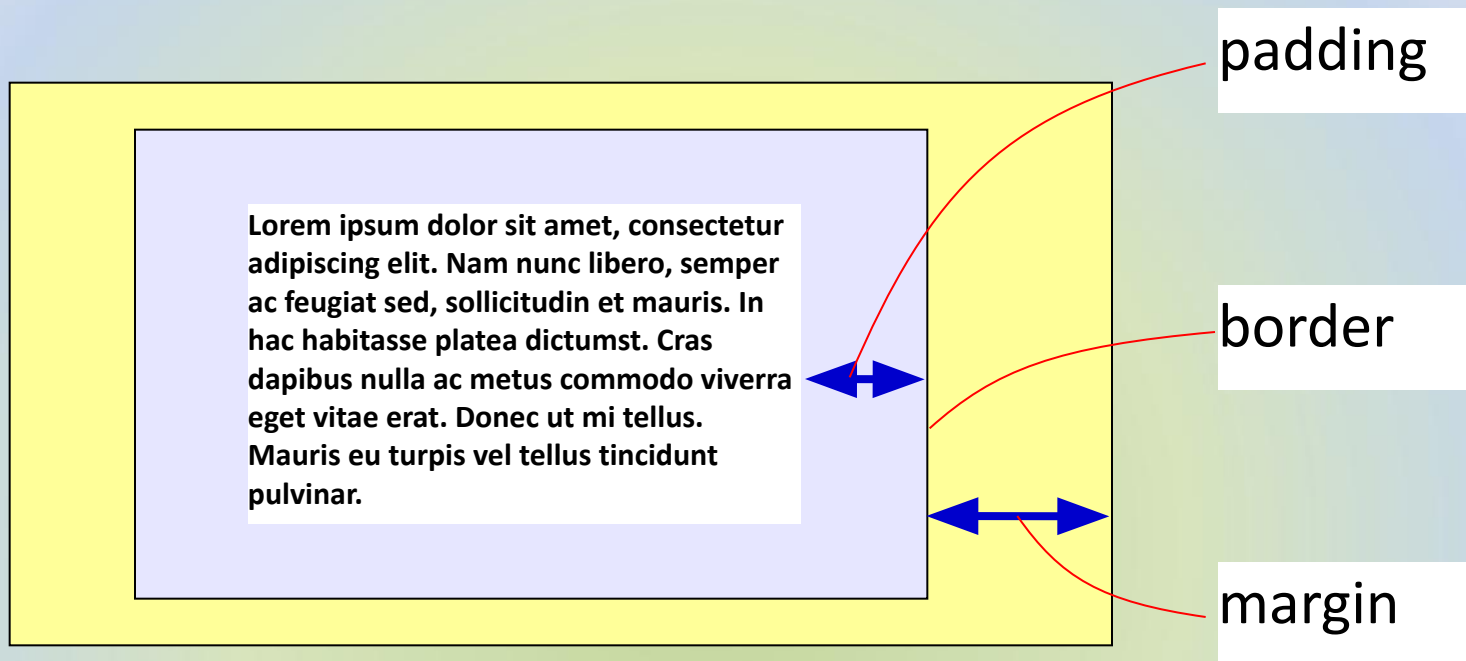 padding
Lorem ipsum dolor sit amet, consectetur
adipiscing elit. Nam nunc libero, semper
ac feugiat sed, sollicitudin et mauris. In
hac habitasse platea dictumst. Cras
dapibus nulla ac metus commodo viverra
eget vitae erat. Donec ut mi tellus.
Mauris eu turpis vel tellus tincidunt
pulvinar.
border
margin